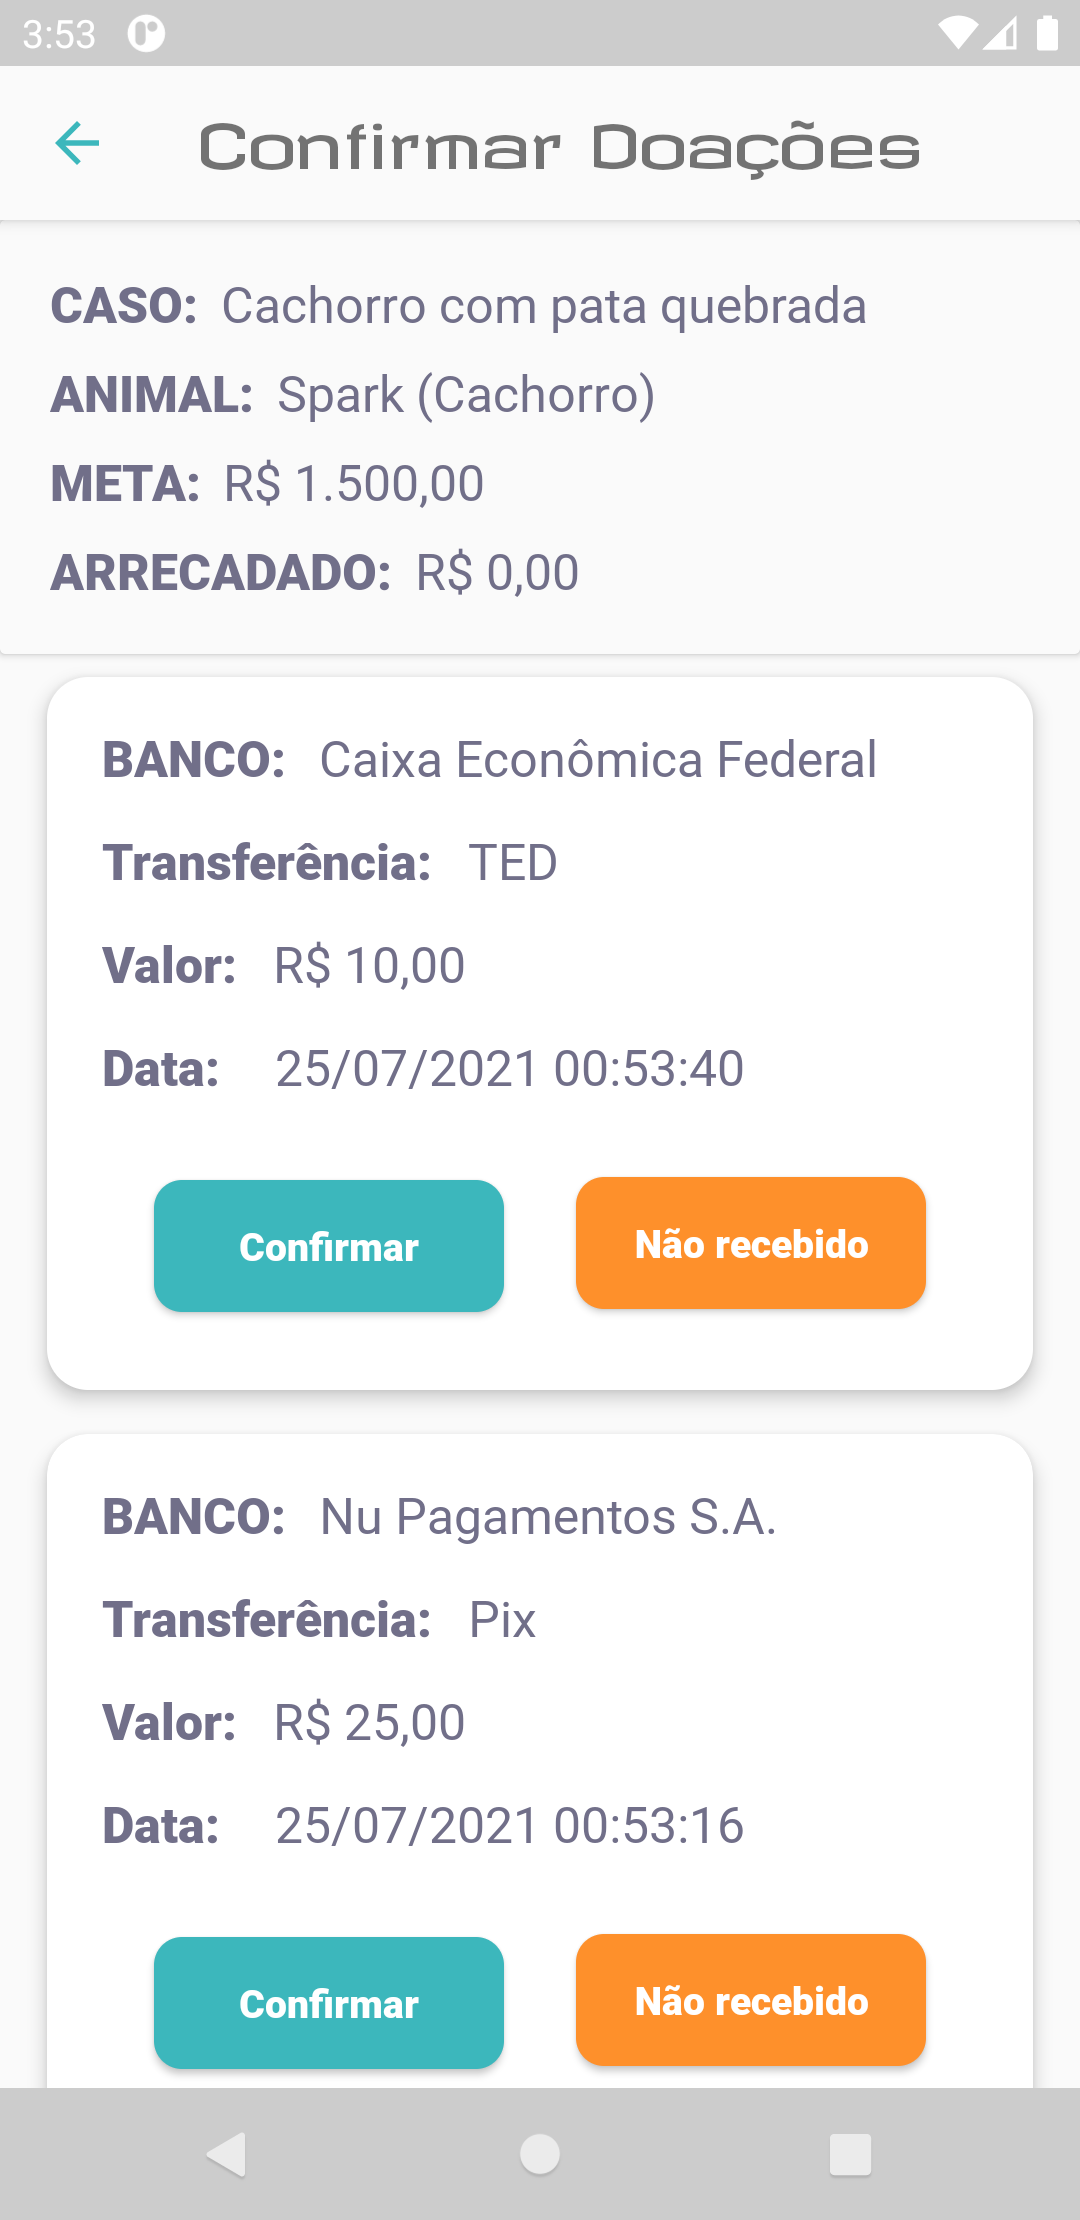 3:53
Confirmar Doações
CASO: Cachorro com pata quebrada
ANIMAL: Spark (Cachorro)
META: R$ 1.500,00
ARRECADADO: R$ 0,00
BANCO: Caixa Econômica Federal
Transferência: TED
Valor: R$ 10,00
Data: 25/07/2021 00:53:40
Confirmar Não recebido
BANCO: Nu Pagamentos S.A.
Transferência: Pix
Valor: R$ 25,00
Data: 25/07/2021 00:53:16
Confirmar Não recebido